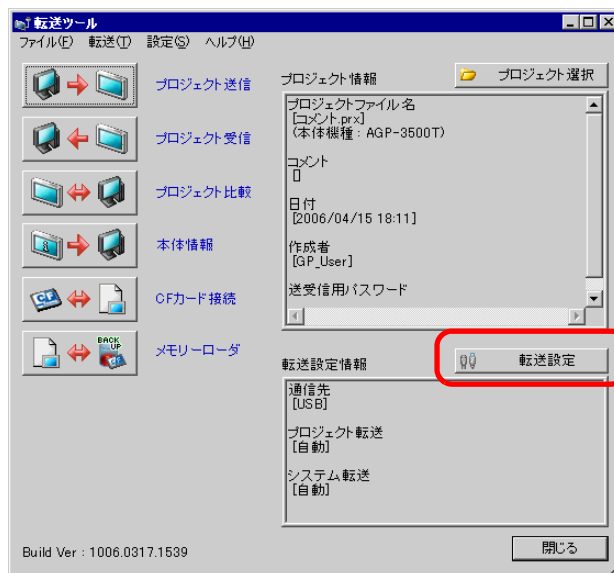 転送ツール
ファイル(F) 転送(T) 設定(S) ヘルプ(H)
プロジェクト送信
プロジェクト受信
プロジェクト比較
本体情報
CFカード接続
BACK UP
CF
メモリーローダ
プロジェクト情報
プロジェクト選択
プロジェクトファイル名
[コメント.prx]
(本体機種 : AGP-3500T)
コメント
[]
日付
[2006/04/15 18:11]
作成者
[GP_User]
送受信用パスワード
転送設定情報
転送設定
通信先
[USB]
プロジェクト転送
[自動]
システム転送
[自動]
Build Ver : 1006.0317.1539
閉じる